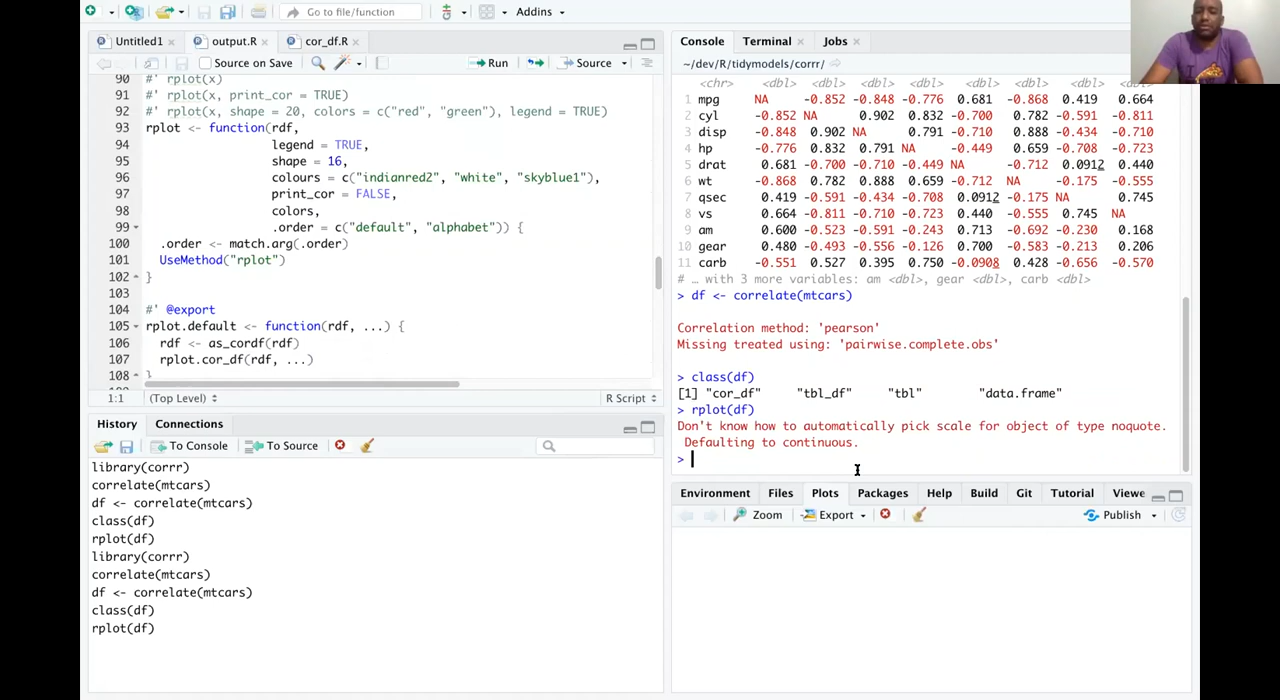 Go to file/function
Addins
Untitled1
output.R
cor_df.R
Source on Save
Run
Source
90 #' rplot(x)
91 #' rplot(x, print_cor = TRUE)
92 #' rplot(x, shape = 20, colors = c("red", "green"), legend = TRUE)
93 rplot <- function(rdf,
94 legend = TRUE,
95 shape = 16,
96 colours = c("indianred2", "white", "skyblue1"),
97 print_cor = FALSE,
98 colors,
99 .order = c("default", "alphabet")) {
100 .order <- match.arg(.order)
101 UseMethod("rplot")
102 }
103
104 #' @export
105 rplot.default <- function(rdf, ...) {
106 rdf <- as_cordf(rdf)
107 rplot.cor_df(rdf, ...)
108 }
1:1
(Top Level)
R Script
History
Connections
To Console
To Source
library(corrr)
correlate(mtcars)
df <- correlate(mtcars)
class(df)
rplot(df)
library(corrr)
correlate(mtcars)
df <- correlate(mtcars)
class(df)
rplot(df)
Console
Terminal
Jobs
~/dev/R/tidymodels/corrr/
<chr> <dbl> <dbl> <dbl> <dbl> <dbl> <dbl> <dbl> <dbl>
1 mpg NA -0.852 -0.848 -0.776 0.681 -0.868 0.419 0.664
2 cyl -0.852 NA 0.902 0.832 -0.700 0.782 -0.591 -0.811
3 disp -0.848 0.902 NA 0.791 -0.710 0.888 -0.434 -0.710
4 hp -0.776 0.832 0.791 NA -0.449 0.659 -0.708 -0.723
5 drat 0.681 -0.700 -0.710 -0.449 NA -0.712 0.0912 0.440
6 wt -0.868 0.782 0.888 0.659 -0.712 NA -0.175 -0.555
7 qsec 0.419 -0.591 -0.434 -0.708 0.0912 -0.175 NA 0.745
8 vs 0.664 -0.811 -0.710 -0.723 0.440 -0.555 0.745 NA
9 am 0.600 -0.523 -0.591 -0.243 0.713 -0.692 -0.230 0.168
10 gear 0.480 -0.493 -0.556 -0.126 0.700 -0.583 -0.213 0.206
11 carb -0.551 0.527 0.395 0.750 -0.0908 0.428 -0.656 -0.570
# … with 3 more variables: am <dbl>, gear <dbl>, carb <dbl>
> df <- correlate(mtcars)
Correlation method: 'pearson'
Missing treated using: 'pairwise.complete.obs'
> class(df)
[1] "cor_df" "tbl_df" "tbl" "data.frame"
> rplot(df)
Don't know how to automatically pick scale for object of type noquote.
Defaulting to continuous.
>
Environment
Files
Plots
Packages
Help
Build
Git
Tutorial
Viewe
Zoom
Export
Publish